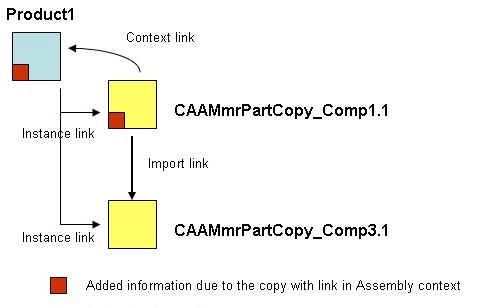 Product1
Context link
CAAMmrPartCopy_Comp1.1
Instance link
Import link
CAAMmrPartCopy_Comp3.1
Instance link
Added information due to the copy with link in Assembly context